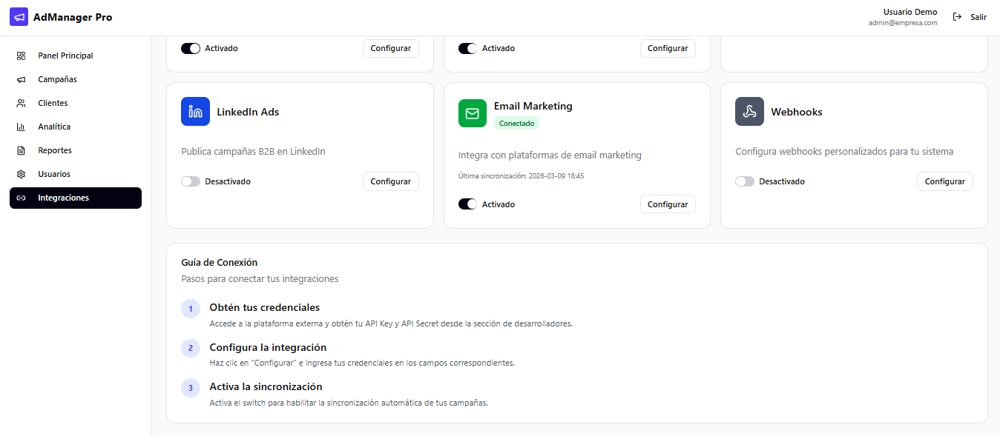 AdManager Pro
Usuario Demo
admin@empresa.com
Salir
Panel Principal
Campañas
Clientes
Analítica
Reportes
Usuarios
Integraciones
Activado
Configurar
Activado
Configurar
LinkedIn Ads
Publica campañas B2B en LinkedIn
Desactivado
Configurar
Email Marketing
Conectado
Integra con plataformas de email marketing
Última sincronización: 2026-03-09 18:45
Activado
Configurar
Webhooks
Configura webhooks personalizados para tu sistema
Desactivado
Configurar
Guía de Conexión
Pasos para conectar tus integraciones
1
Obtén tus credenciales
Accede a la plataforma externa y obtén tu API Key y API Secret desde la sección de desarrolladores.
2
Configura la integración
Haz clic en "Configurar" e ingresa tus credenciales en los campos correspondientes.
3
Activa la sincronización
Activa el switch para habilitar la sincronización automática de tus campañas.